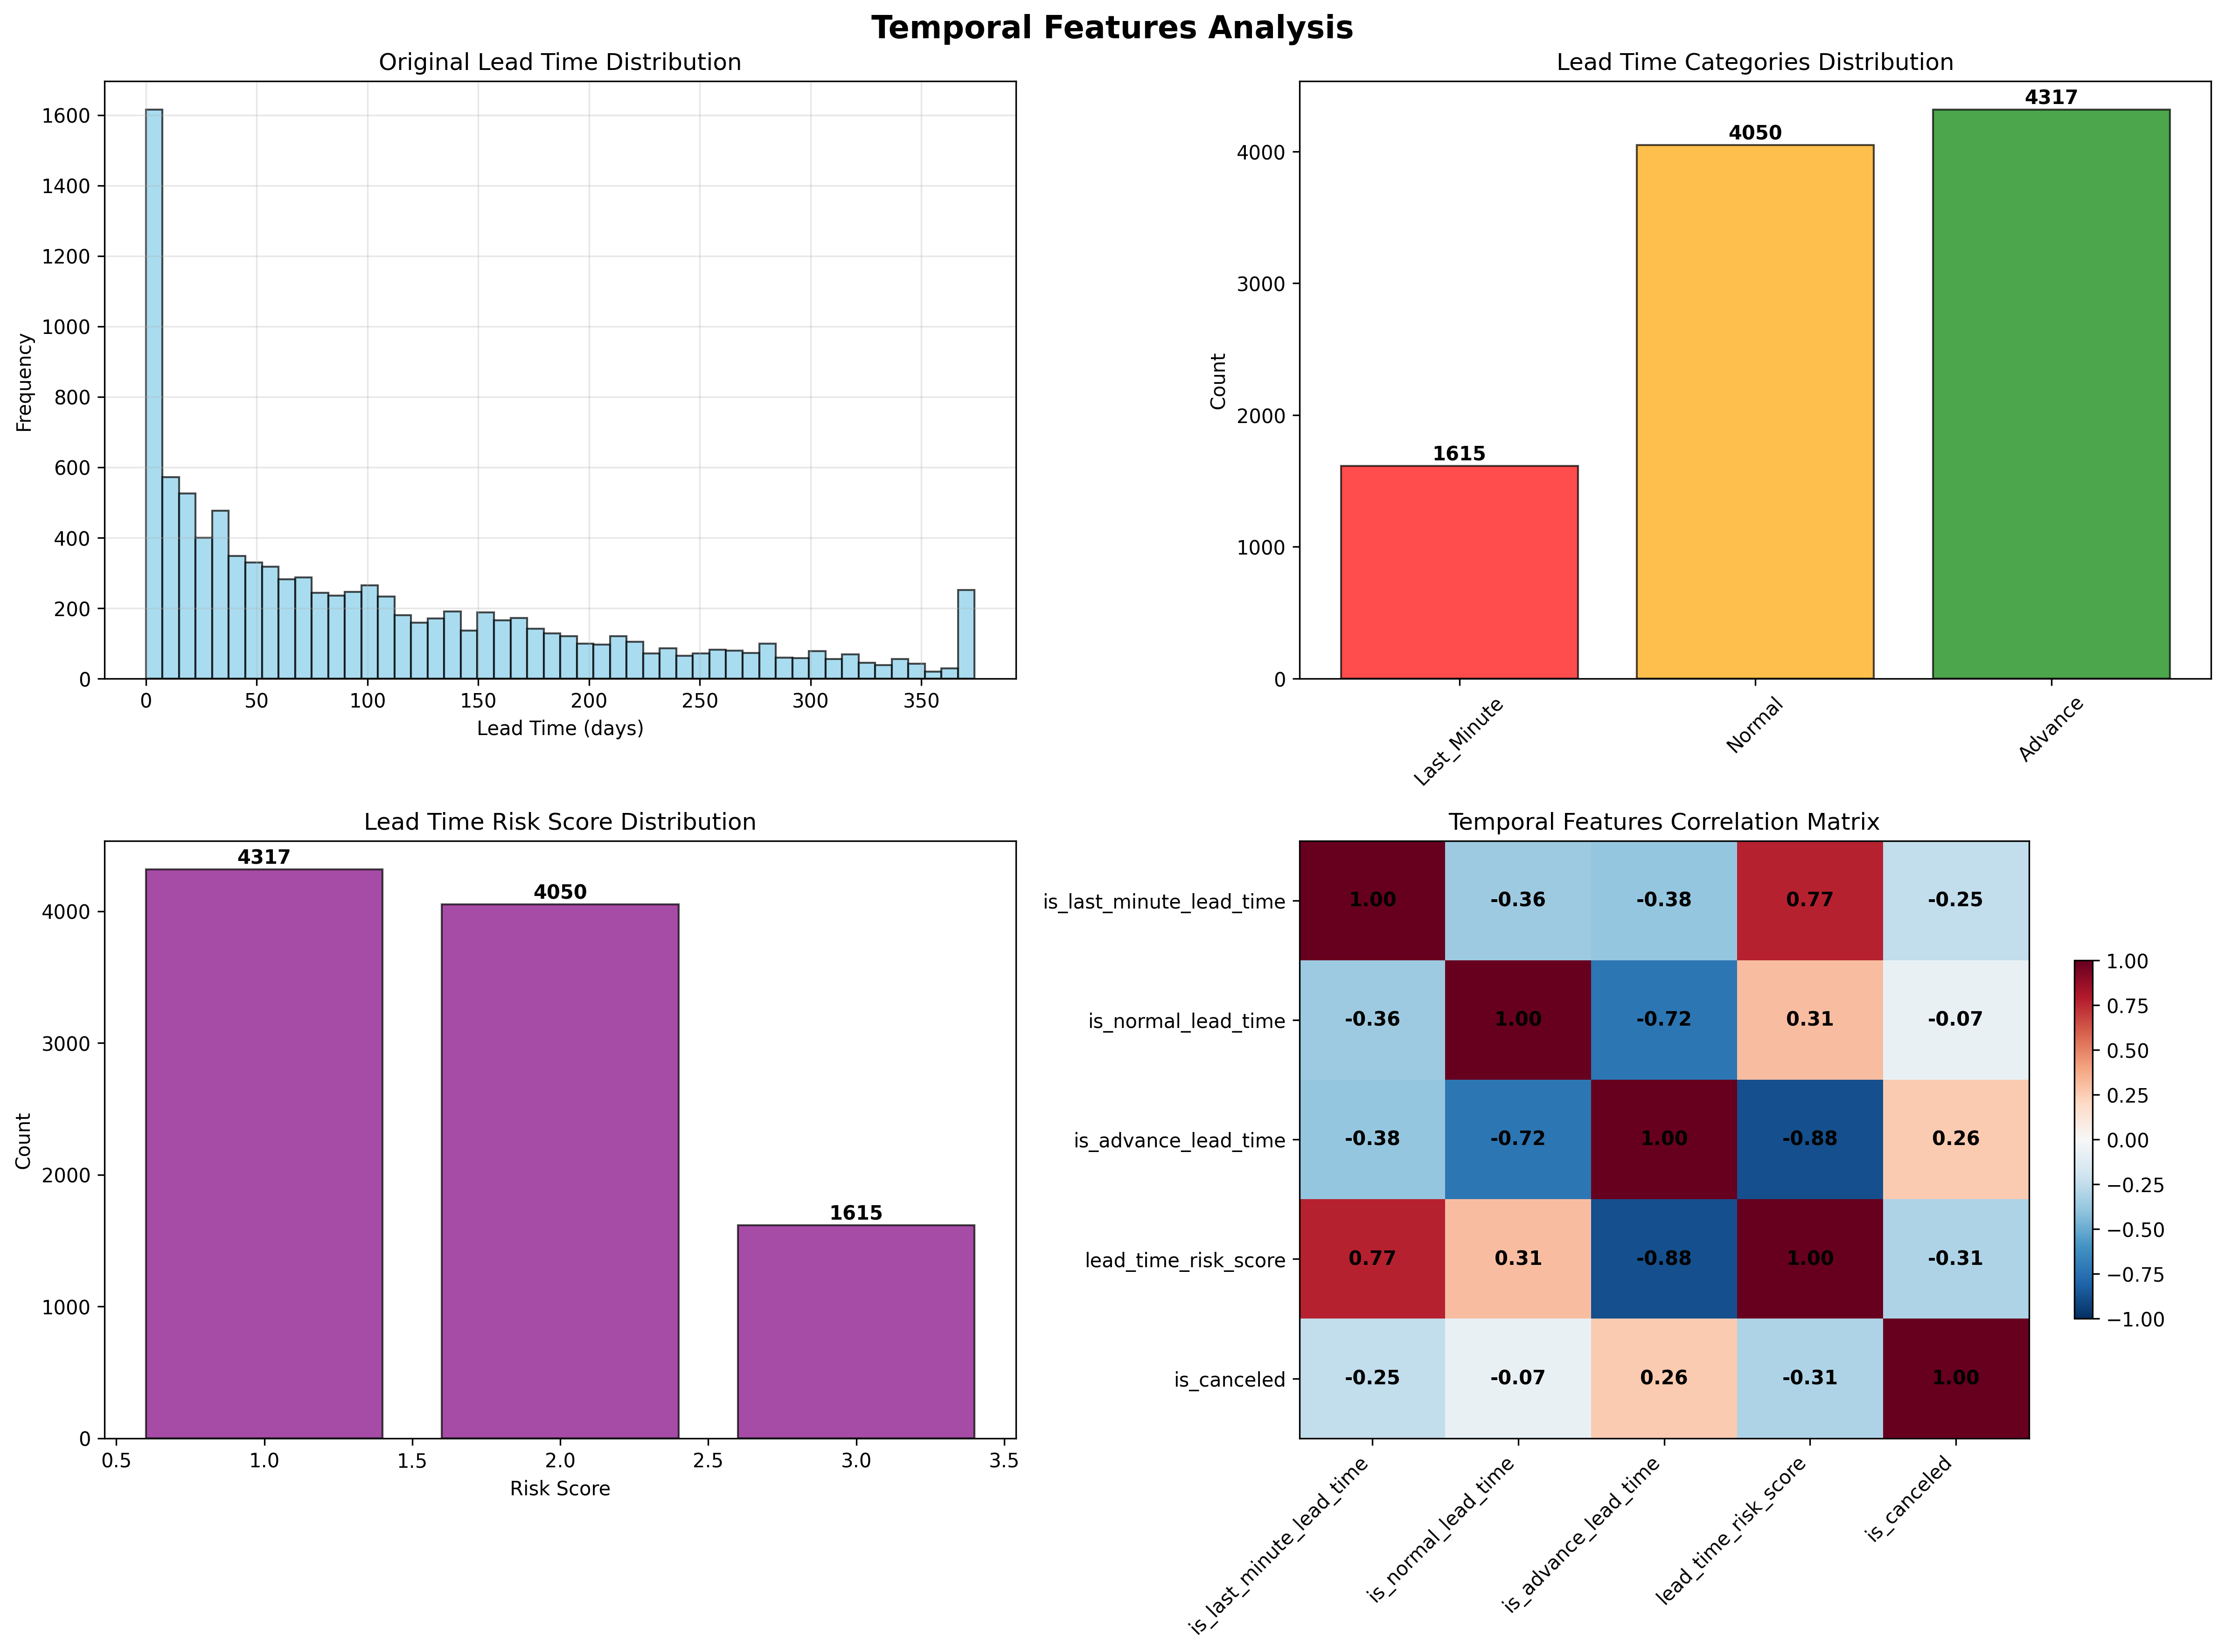 Temporal Features Analysis
Original Lead Time Distribution
1600
1400
1200
1000
800
600
400
200
0
Frequency
0 50 100 150 200 250 300 350
Lead Time (days)
Lead Time Categories Distribution
4000
3000
2000
1000
0
Count
1615
4050
4317
Last_Minute
Normal
Advance
Lead Time Risk Score Distribution
4000
3000
2000
1000
0
Count
4317
4050
1615
0.5 1.0 1.5 2.0 2.5 3.0 3.5
Risk Score
Temporal Features Correlation Matrix
is_last_minute_lead_time 1.00 -0.36 -0.38 0.77 -0.25
is_normal_lead_time -0.36 1.00 -0.72 0.31 -0.07
is_advance_lead_time -0.38 -0.72 1.00 -0.88 0.26
lead_time_risk_score 0.77 0.31 -0.88 1.00 -0.31
is_canceled -0.25 -0.07 0.26 -0.31 1.00
is_last_minute_lead_time
is_normal_lead_time
is_advance_lead_time
lead_time_risk_score
is_canceled
1.00
0.75
0.50
0.25
0.00
−0.25
−0.50
−0.75
−1.00